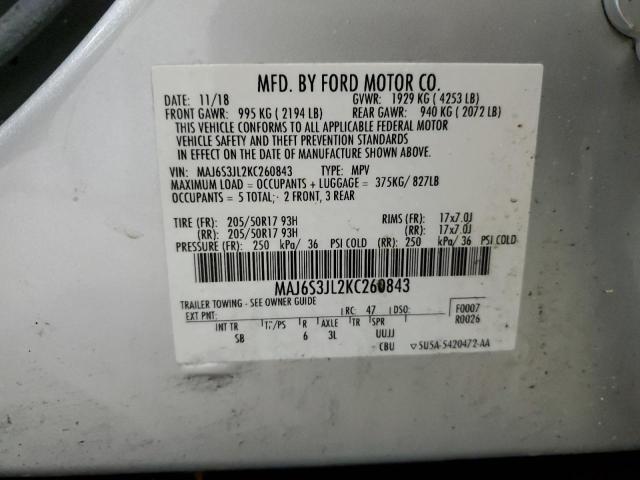 MFD. BY FORD MOTOR CO.
DATE: 11/18 GVWR: 1929 KG ( 4253 LB)
FRONT GAWR: 995 KG ( 2194 LB) REAR GAWR: 940 KG ( 2072 LB)
THIS VEHICLE CONFORMS TO ALL APPLICABLE FEDERAL MOTOR
VEHICLE SAFETY AND THEFT PREVENTION STANDARDS
IN EFFECT ON THE DATE OF MANUFACTURE SHOWN ABOVE.
VIN: MAJ6S3JL2KC260843 TYPE: MPV
MAXIMUM LOAD = OCCUPANTS + LUGGAGE = 375KG/ 827LB
OCCUPANTS = 5 TOTAL: 2 FRONT, 3 REAR
TIRE (FR): 205/50R17 93H RIMS (FR): 17x7.0J
(RR): 205/50R17 93H (RR): 17x7.0J
PRESSURE (FR): 250 kPa/ 36 PSI COLD (RR): 250 kPa/ 36 PSI COLD
MAJ6S3JL2KC260843
TRAILER TOWING - SEE OWNER GUIDE
EXT PNT: RC: 47 DSO: F0007
R0026
INT TR TP/PS R AXLE TR SPR
SB 6 3L UUJJ
CBU ▽5U5A-5420472-AA